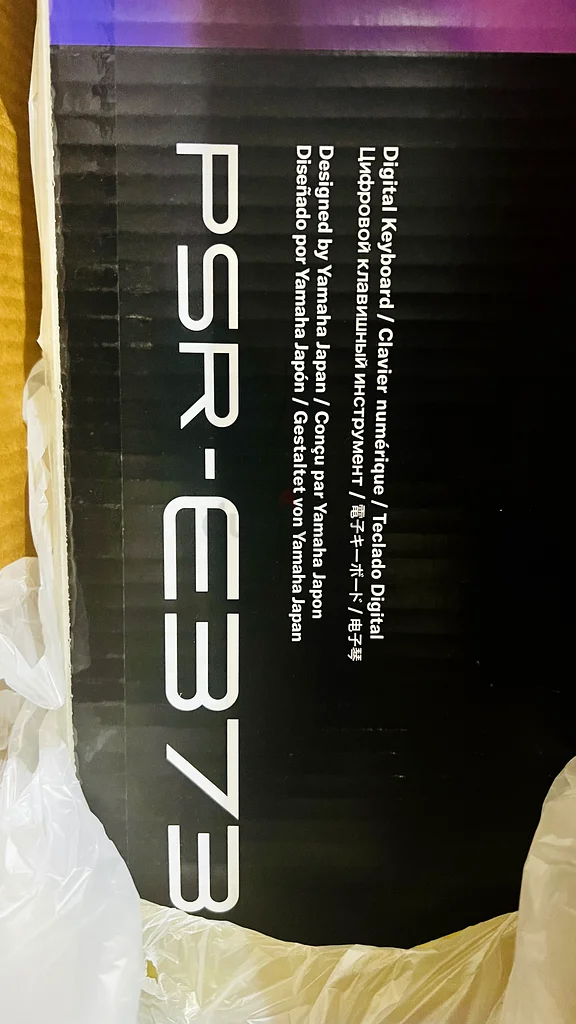 Digital Keyboard / Clavier numérique / Teclado Digital
Цифровой клавишный инструмент / 電子キーボード / 电子琴
Designed by Yamaha Japan / Conçu par Yamaha Japon
Diseñado por Yamaha Japón / Gestaltet von Yamaha Japan
PSR-E373